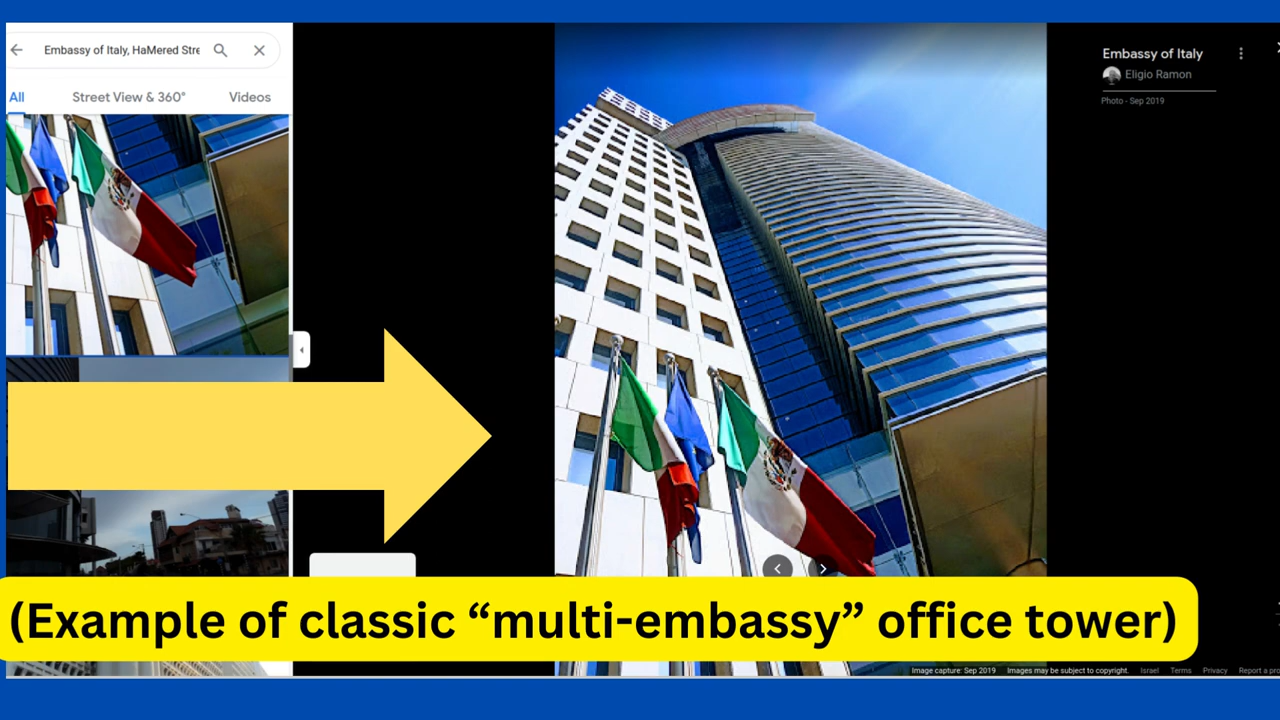 Embassy of Italy, HaMered Stre
All Street View & 360° Videos
Embassy of Italy
Eligio Ramon
Photo - Sep 2019
(Example of classic “multi-embassy” office tower)
Image capture: Sep 2019 Images may be subject to copyright. Israel Terms Privacy Report a pro